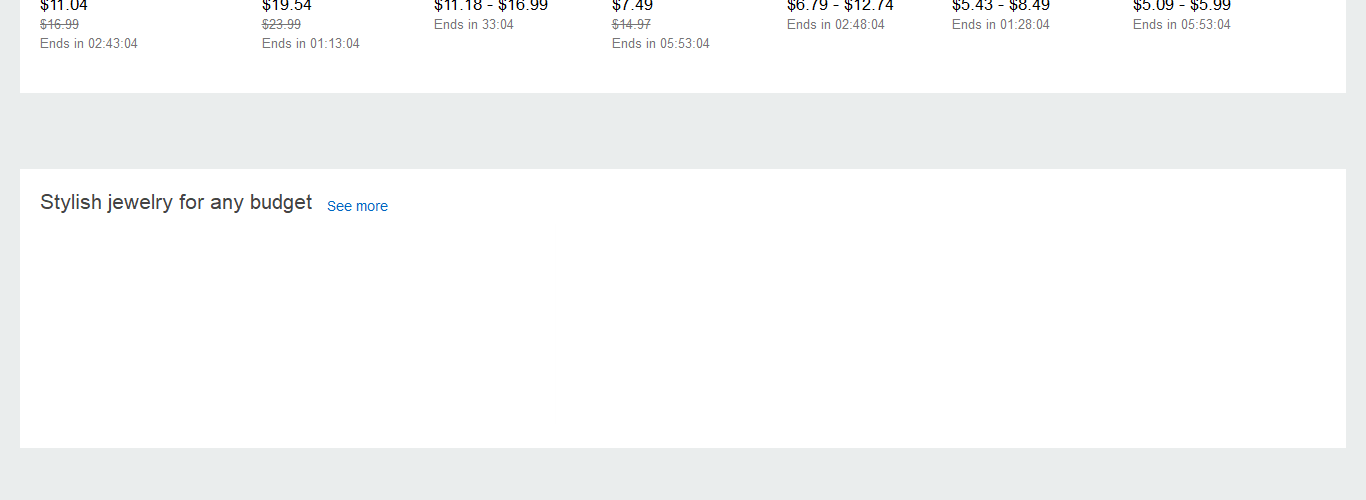 $11.04
$16.99
Ends in 02:43:04
$19.54
$23.99
Ends in 01:13:04
$11.18 - $16.99
Ends in 33:04
$7.49
$14.97
Ends in 05:53:04
$6.79 - $12.74
Ends in 02:48:04
$5.43 - $8.49
Ends in 01:28:04
$5.09 - $5.99
Ends in 05:53:04
Stylish jewelry for any budget See more